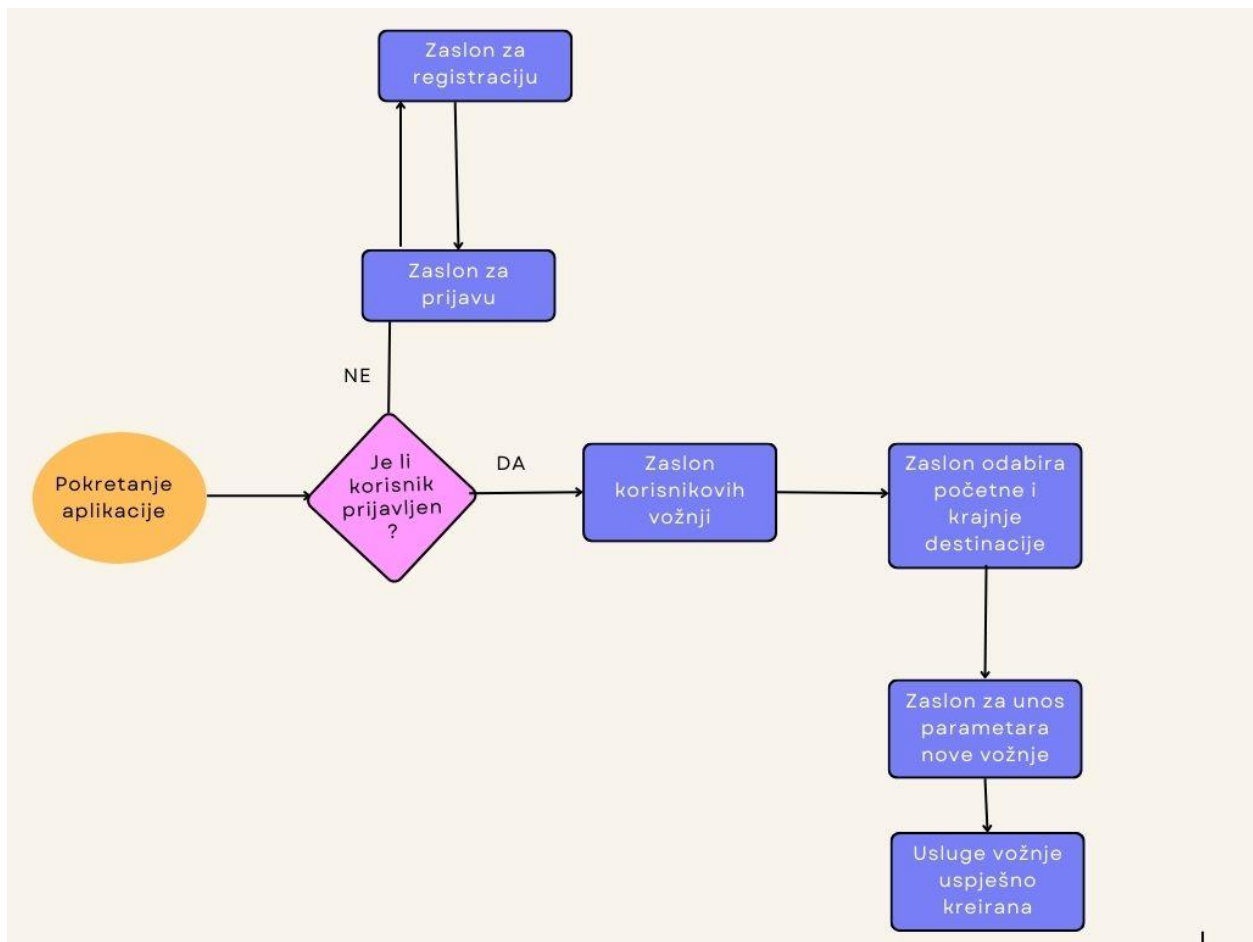 Zaslon za
registraciju
Zaslon za
prijavu
NE
Pokretanje
aplikacije
Je li
korisnik
prijavljen
?
DA
Zaslon
korisnikovih
vožnji
Zaslon odabira
početne i
krajnje
destinacije
Zaslon za unos
parametara
nove vožnje
Usluge vožnje
uspješno
kreirana